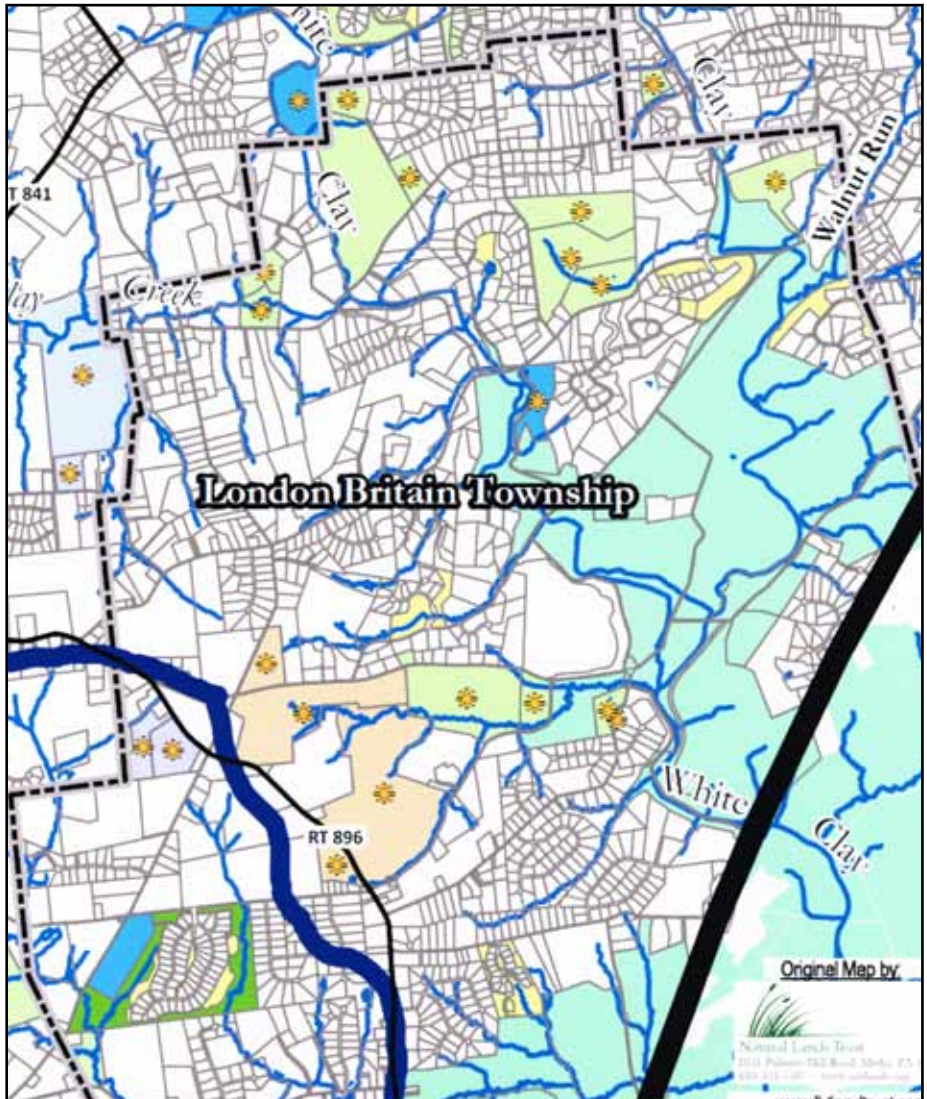 White
Clay
Walnut Run
T 841
Clay
lay
Creek
London Britain Township
RT 896
White
Clay
Original Map by:
Natural Lands Trust